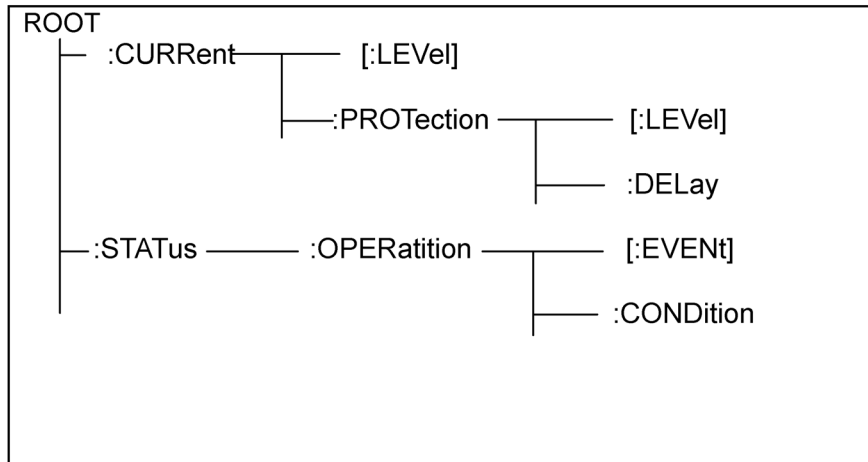 ROOT
:CURRent [:LEVel]
:PROTection [:LEVel]
:DELay
:STATus :OPERatition [:EVENt]
:CONDition